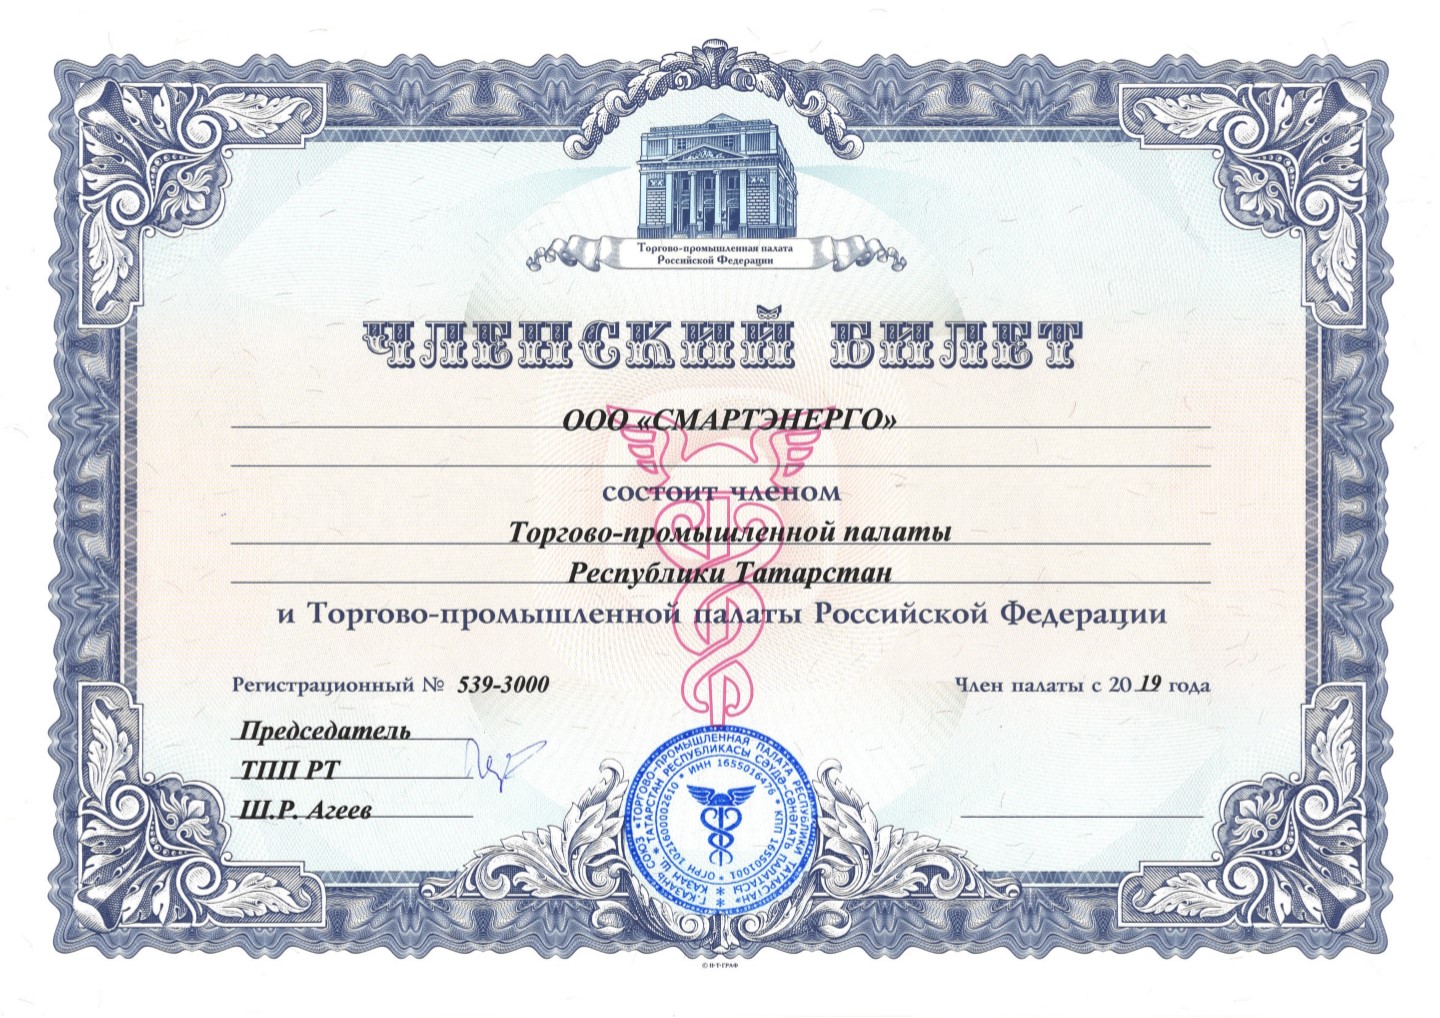 Торгово-промышленная палата
Российской Федерации
ЧЛЕНСКИЙ БИЛЕТ
ООО «СМАРТЭНЕРГО»
состоит членом
Торгово-промышленной палаты
Республики Татарстан
и Торгово-промышленной палаты Российской Федерации
Регистрационный № 539-3000
Член палаты с 2019 года
Председатель
ТПП РТ
Ш.Р. Агеев
СОЮЗ «ТОРГОВО-ПРОМЫШЛЕННАЯ ПАЛАТА РЕСПУБЛИКИ ТАТАРСТАН» * Г.КАЗАНЬ
ТАТАРСТАН РЕСПУБЛИКАСЫ СӘҮДӘ-СӘНӘГАТЬ ПАЛАТАСЫ * КАЗАН Ш. *
ОГРН 1021600002610 * ИНН 1655016476 * КПП 165501001 *
© Н-Т-ГРАФ